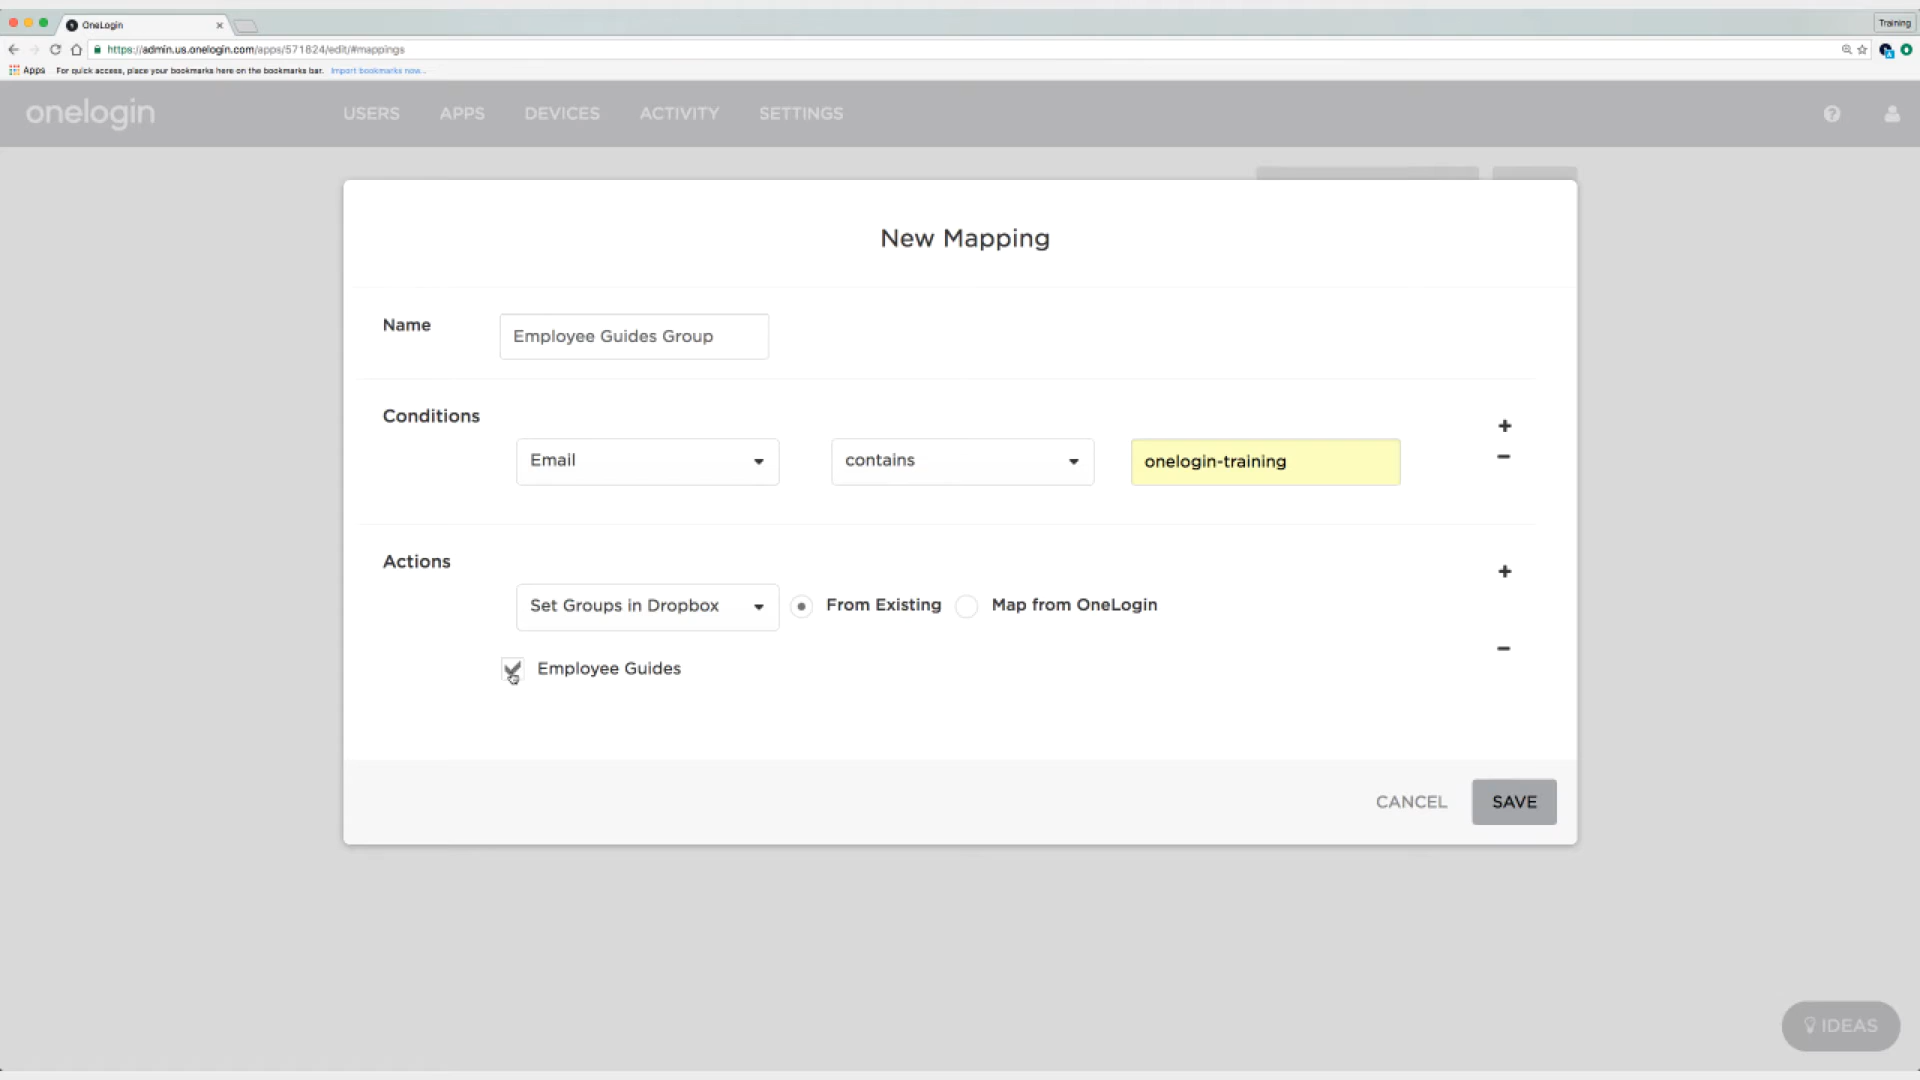 OneLogin
Training
https://admin.us.onelogin.com/apps/571824/edit/#mappings
Apps For quick access, place your bookmarks here on the bookmarks bar. Import bookmarks now...
onelogin USERS APPS DEVICES ACTIVITY SETTINGS ?
New Mapping
Name Employee Guides Group
Conditions
Email contains onelogin-training
Actions
Set Groups in Dropbox From Existing Map from OneLogin
Employee Guides
CANCEL SAVE
IDEAS